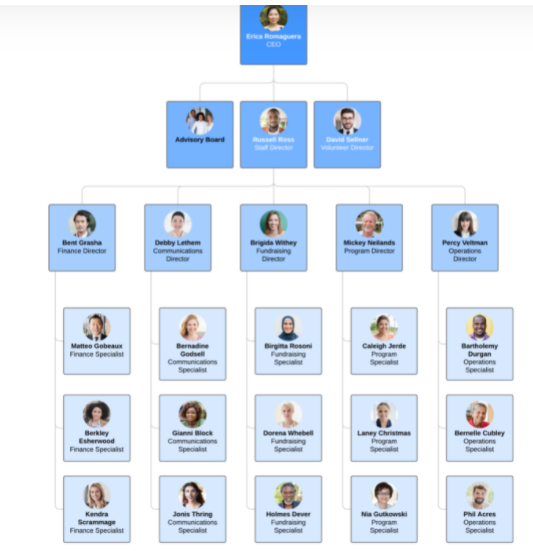 Erica Romaguera
CEO
Advisory Board
Russell Ross
Staff Director
David Sellner
Volunteer Director
Bent Grasha
Finance Director
Debby Lethem
Communications
Director
Brigida Withey
Fundraising
Director
Mickey Neilands
Program Director
Percy Veltman
Operations
Director
Matteo Gobeaux
Finance Specialist
Bernadine
Godsell
Communications
Specialist
Birgitta Rosoni
Fundraising
Specialist
Caleigh Jerde
Program
Specialist
Bartholemy
Durgan
Operations
Specialist
Berkley
Esherwood
Finance Specialist
Gianni Block
Communications
Specialist
Dorena Whebell
Fundraising
Specialist
Laney Christmas
Program
Specialist
Bernelle Cubley
Operations
Specialist
Kendra
Scrammage
Finance Specialist
Jonis Thring
Communications
Specialist
Holmes Dever
Fundraising
Specialist
Nia Gutkowski
Program
Specialist
Phil Acres
Operations
Specialist